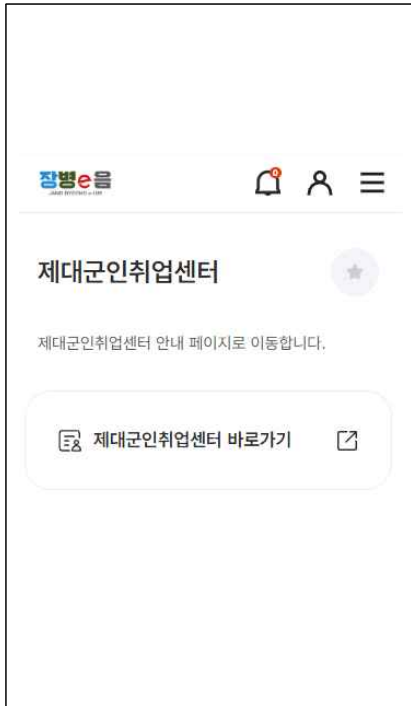 장병e음
0
제대군인취업센터
제대군인취업센터 안내 페이지로 이동합니다.
제대군인취업센터 바로가기